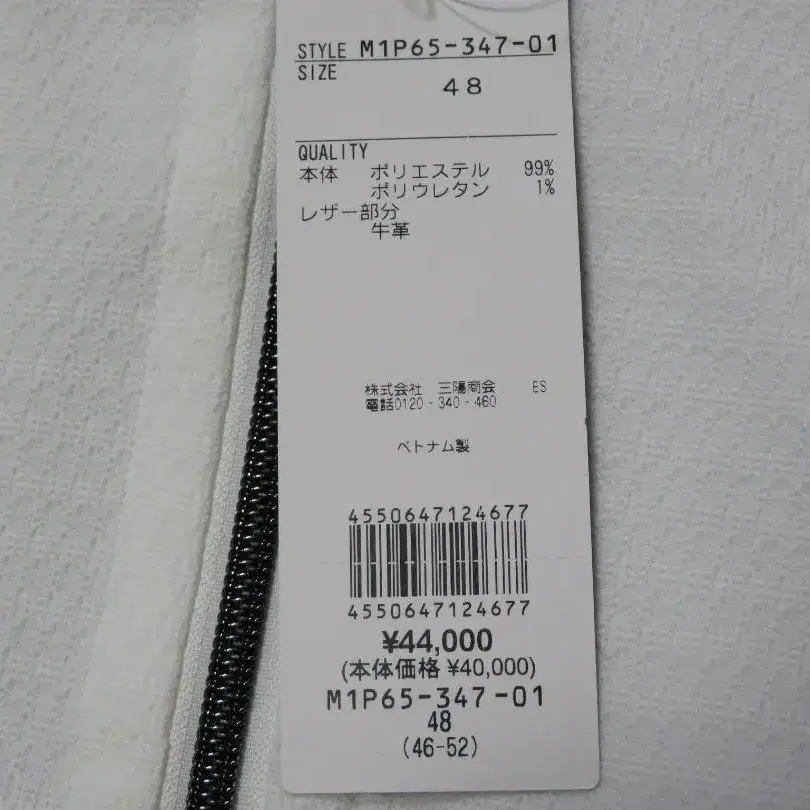 STYLE M1P65-347-01
SIZE
48
QUALITY
本体 ポリエステル 99%
ポリウレタン 1%
レザー部分
牛革
株式会社 三陽商会 ES
電話0120-340-460
ベトナム製
4550647124677
4550647124677
¥44,000
(本体価格 ¥40,000)
M1P65-347-01
48
(46-52)